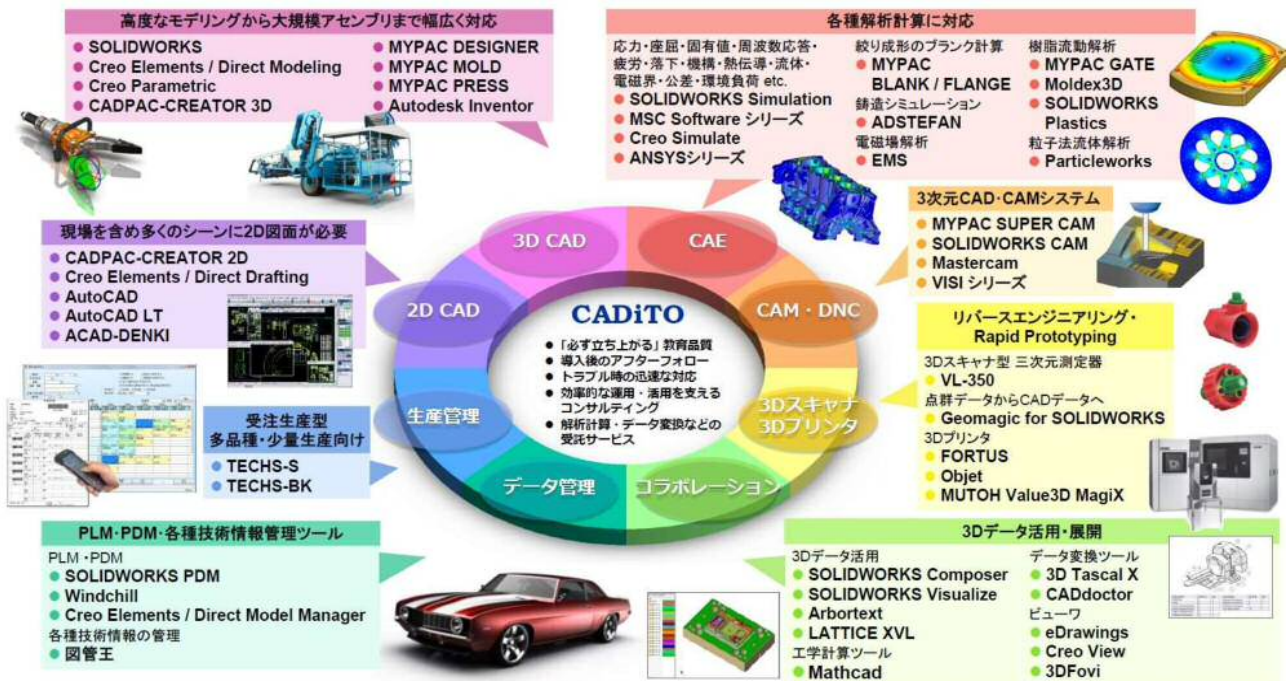 高度なモデリングから大規模アセンブリまで幅広く対応
SOLIDWORKS
Creo Elements / Direct Modeling
Creo Parametric
CADPAC-CREATOR 3D
MYPAC DESIGNER
MYPAC MOLD
MYPAC PRESS
Autodesk Inventor
各種解析計算に対応
応力・座屈・固有値・周波数応答・
疲労・落下・機構・熱伝導・流体・
電磁界・公差・環境負荷 etc.
SOLIDWORKS Simulation
MSC Software シリーズ
Creo Simulate
ANSYSシリーズ
絞り成形のブランク計算
MYPAC
BLANK / FLANGE
鋳造シミュレーション
ADSTEFAN
電磁場解析
EMS
樹脂流動解析
MYPAC GATE
Moldex3D
SOLIDWORKS
Plastics
粒子法流体解析
Particleworks
現場を含め多くのシーンに2D図面が必要
CADPAC-CREATOR 2D
Creo Elements / Direct Drafting
AutoCAD
AutoCAD LT
ACAD-DENKI
3D CAD
CAE
2D CAD
CAM・DNC
生産管理
3Dスキャナ
3Dプリンタ
データ管理
コラボレーション
CADiTO
「必ず立ち上がる」教育品質
導入後のアフターフォロー
トラブル時の迅速な対応
効率的な運用・活用を支える
コンサルティング
解析計算・データ変換などの
受託サービス
3次元CAD・CAMシステム
MYPAC SUPER CAM
SOLIDWORKS CAM
Mastercam
VISI シリーズ
リバースエンジニアリング・
Rapid Prototyping
3Dスキャナ型 三次元測定器
VL-350
点群データからCADデータへ
Geomagic for SOLIDWORKS
3Dプリンタ
FORTUS
Objet
MUTOH Value3D MagiX
受注生産型
多品種・少量生産向け
TECHS-S
TECHS-BK
PLM・PDM・各種技術情報管理ツール
PLM・PDM
SOLIDWORKS PDM
Windchill
Creo Elements / Direct Model Manager
各種技術情報の管理
図管王
3Dデータ活用・展開
3Dデータ活用
SOLIDWORKS Composer
SOLIDWORKS Visualize
Arbortext
LATTICE XVL
工学計算ツール
Mathcad
データ変換ツール
3D Tascal X
CADdoctor
ビューワ
eDrawings
Creo View
3DFovi